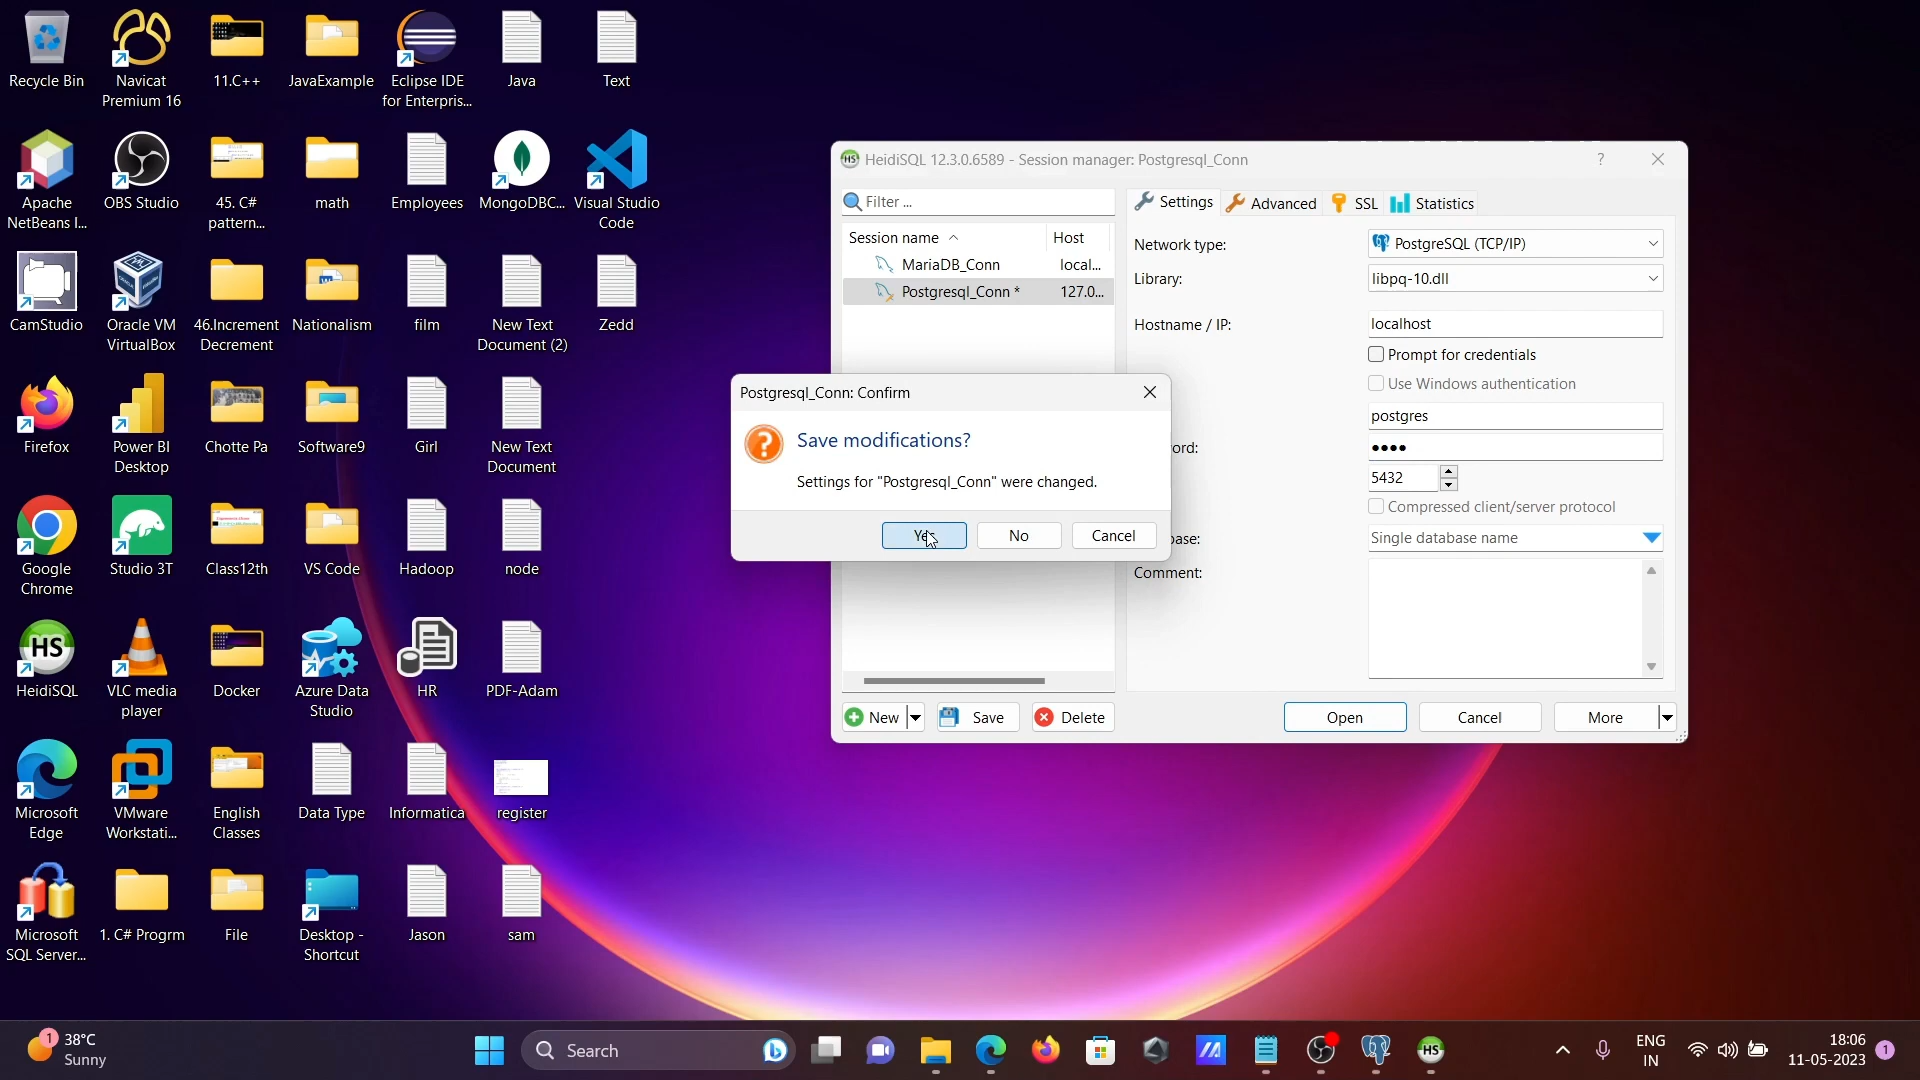 Recycle Bin
Navicat
Premium 16
11.C++
JavaExample
Eclipse IDE
for Enterpris...
Java
Text
Apache
NetBeans I...
OBS Studio
45. C#
pattern...
math
Employees
MongoDBC...
Visual Studio
Code
CamStudio
Oracle VM
VirtualBox
46.Increment
Decrement
Nationalism
film
New Text
Document (2)
Zedd
Firefox
Power BI
Desktop
Chotte Pa
Software9
Girl
New Text
Document
Google
Chrome
Studio 3T
Class12th
VS Code
Hadoop
node
HS
HeidiSQL
VLC media
player
Docker
Azure Data
Studio
HR
PDF-Adam
Microsoft
Edge
VMware
Workstati...
English
Classes
Data Type
Informatica
register
Microsoft
SQL Server...
1. C# Progrm
File
Desktop -
Shortcut
Jason
sam
HS HeidiSQL 12.3.0.6589 - Session manager: Postgresql_Conn
?
Filter ...
Session name
Host
MariaDB_Conn
local...
Postgresql_Conn *
127.0...
Settings
Advanced
SSL
Statistics
Network type:
PostgreSQL (TCP/IP)
Library:
libpq-10.dll
Hostname / IP:
localhost
Prompt for credentials
Use Windows authentication
postgres
ord:
5432
Compressed client/server protocol
base:
Single database name
Comment:
New
Save
Delete
Open
Cancel
More
Postgresql_Conn: Confirm
?
Save modifications?
Settings for "Postgresql_Conn" were changed.
Yes
No
Cancel
1
38°C
Sunny
Search
HS
ENG
IN
18:06
11-05-2023
1